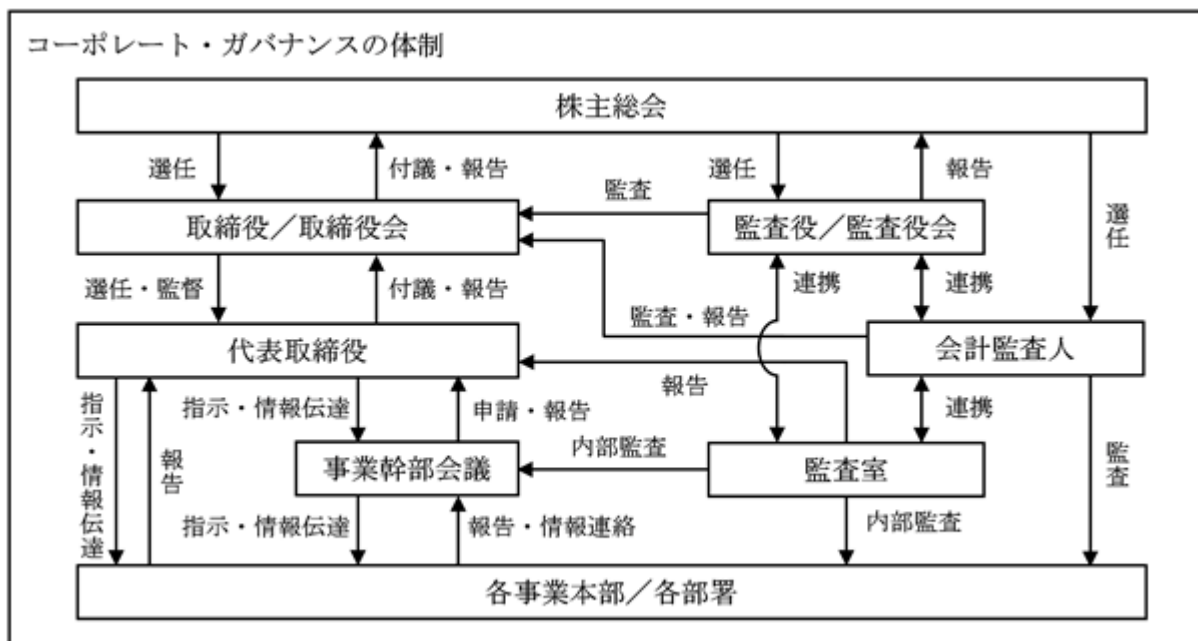 コーポレート・ガバナンスの体制
株主総会
選任
付議・報告
選任
報告
選任
監査
取締役／取締役会
監査役／監査役会
選任・監督
付議・報告
連携
連携
監査・報告
代表取締役
会計監査人
報告
指示・情報伝達
報告
指示・情報伝達
申請・報告
連携
内部監査
監査
事業幹部会議
監査室
指示・情報伝達
報告・情報連絡
内部監査
各事業本部／各部署